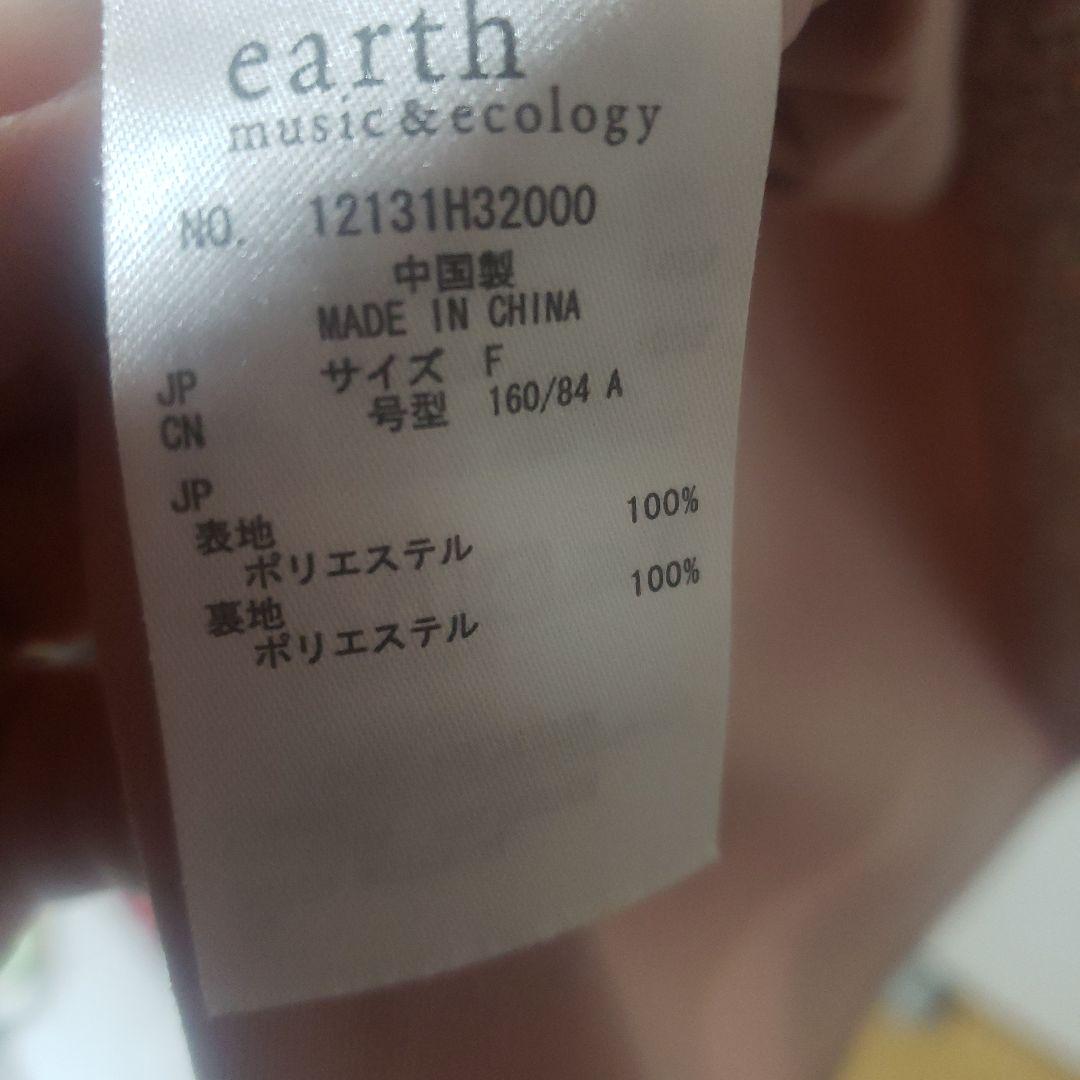 earth
music&ecology
NO. 12131H32000
中国製
MADE IN CHINA
JP サイズ F
CN 号型 160/84 A
JP
表地
ポリエステル 100%
裏地
ポリエステル 100%